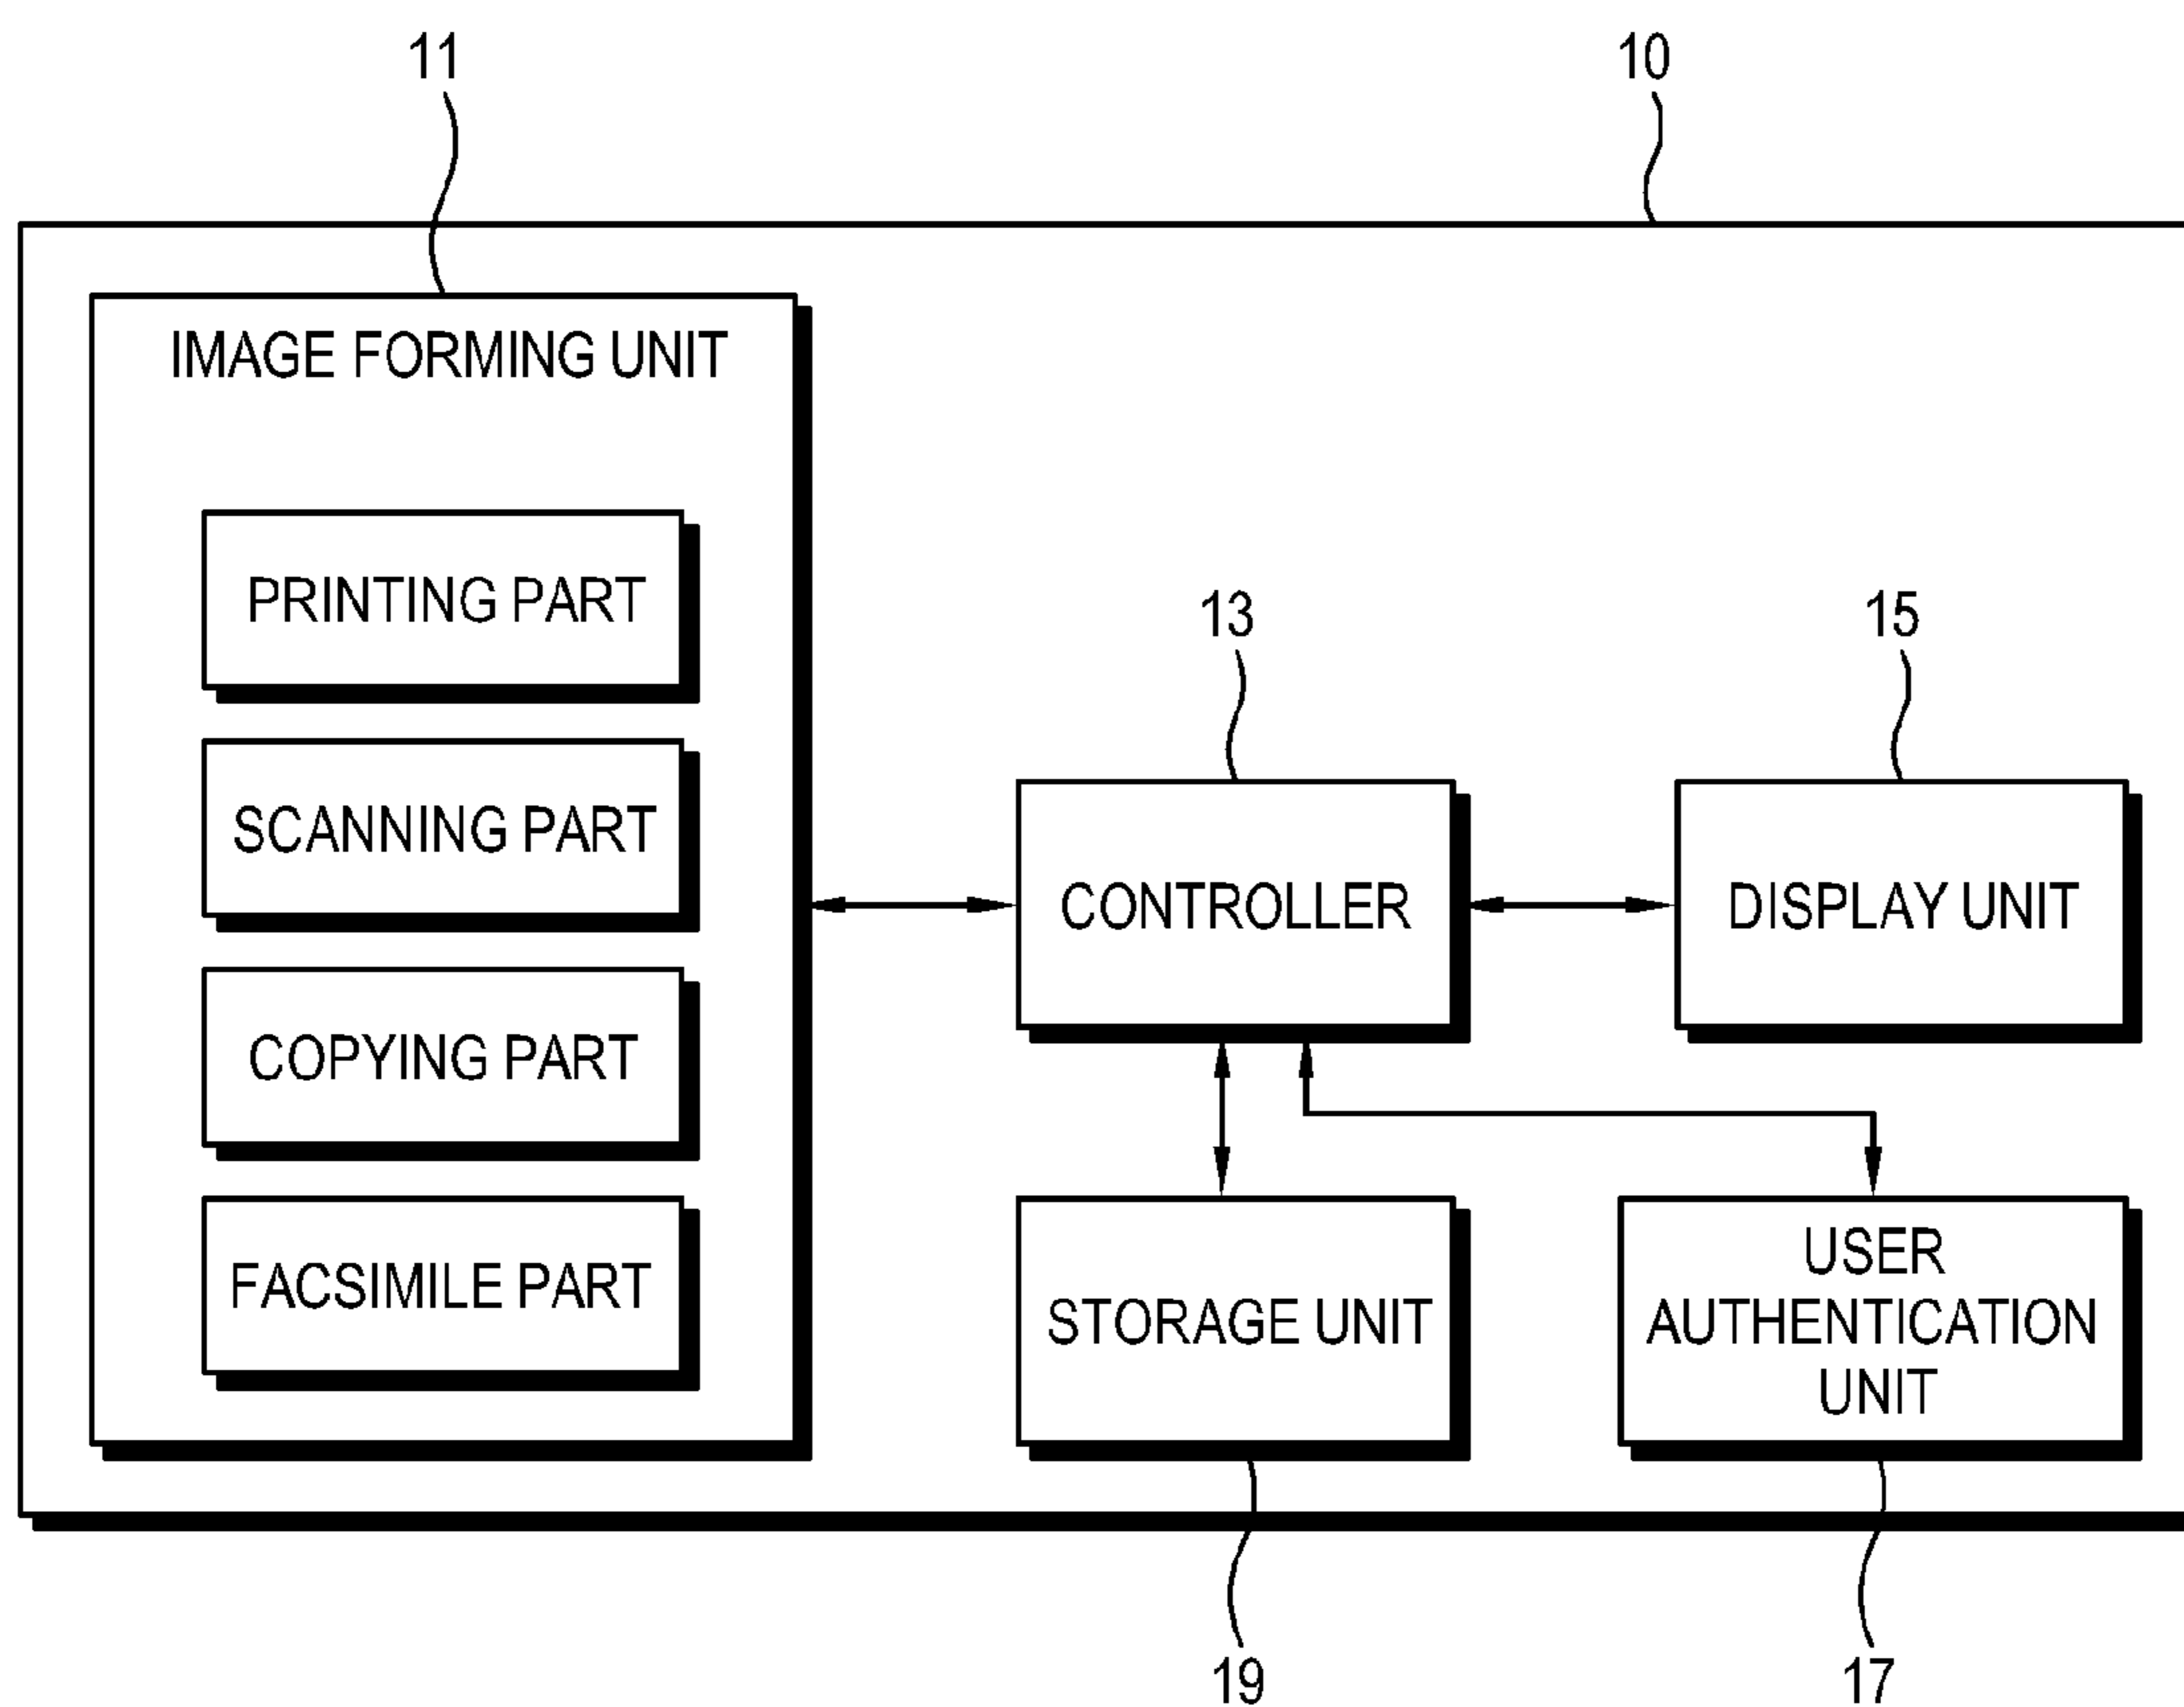 11
10
IMAGE FORMING UNIT
PRINTING PART
SCANNING PART
COPYING PART
FACSIMILE PART
13
CONTROLLER
15
DISPLAY UNIT
STORAGE UNIT
19
USER
AUTHENTICATION
UNIT
17